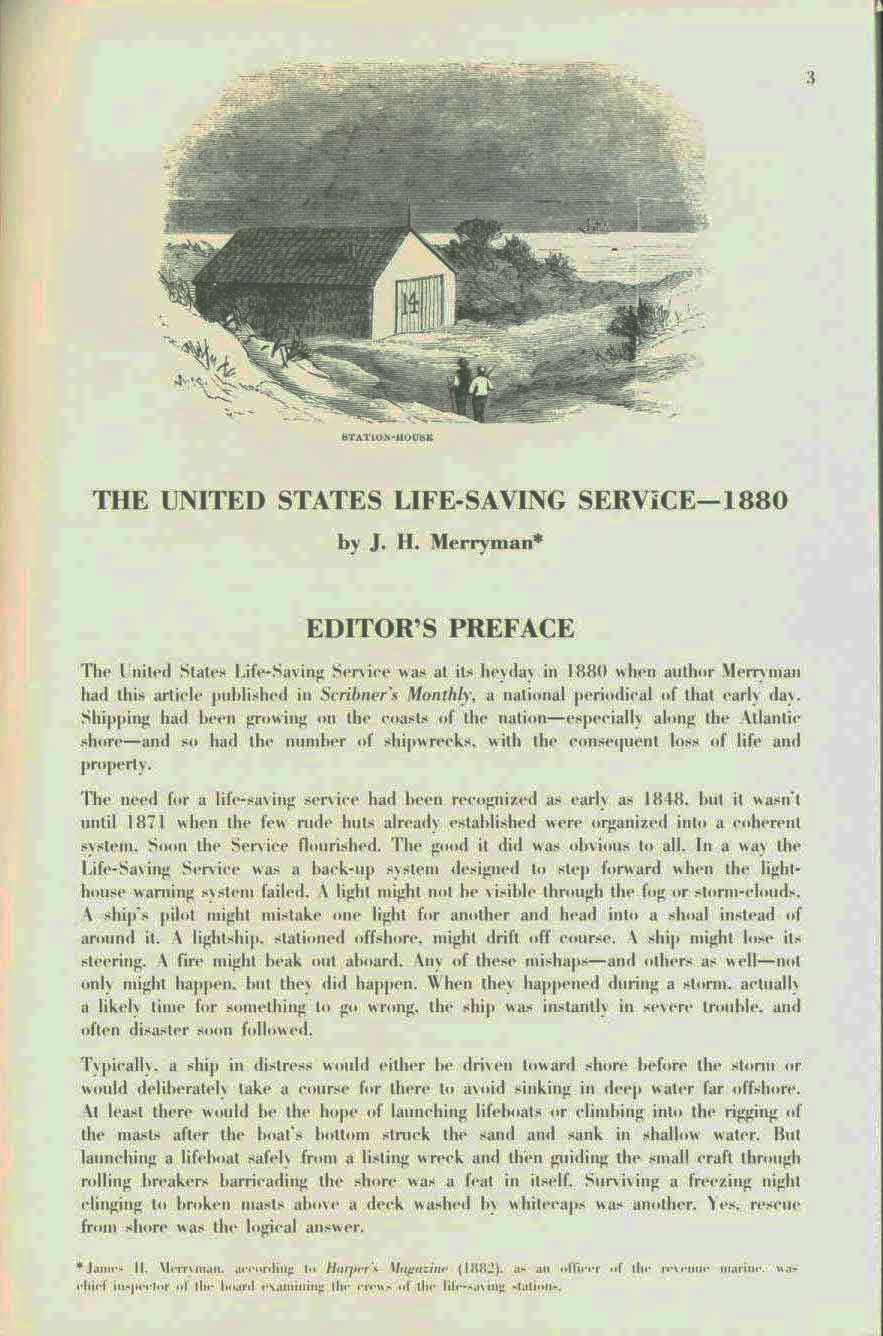 3
14
STATION-HOUSE
THE UNITED STATES LIFE-SAVING SERVICE—1880
by J. H. Merryman*
EDITOR'S PREFACE
The United States Life-Saving Service was at its heyday in 1880 when author Merryman
had this article published in Scribner's Monthly, a national periodical of that early day.
Shipping had been growing on the coasts of the nation—especially along the Atlantic
shore—and so had the number of shipwrecks, with the consequent loss of life and
property.
The need for a life-saving service had been recognized as early as 1848, but it wasn't
until 1871 when the few rude huts already established were organized into a coherent
system. Soon the Service flourished. The good it did was obvious to all. In a way the
Life-Saving Service was a back-up system designed to step forward when the light-
house warning system failed. A light might not be visible through the fog or storm-clouds.
A ship's pilot might mistake one light for another and head into a shoal instead of
around it. A lightship, stationed offshore, might drift off course. A ship might lose its
steering. A fire might beak out aboard. Any of these mishaps—and others as well—not
only might happen, but they did happen. When they happened during a storm, actually
a likely time for something to go wrong, the ship was instantly in severe trouble, and
often disaster soon followed.
Typically, a ship in distress would either be driven toward shore before the storm or
would deliberately take a course for there to avoid sinking in deep water far offshore.
At least there would be the hope of launching lifeboats or climbing into the rigging of
the masts after the boat's bottom struck the sand and sank in shallow water. But
launching a lifeboat safely from a listing wreck and then guiding the small craft through
rolling breakers barricading the shore was a feat in itself. Surviving a freezing night
clinging to broken masts above a deck washed by whitecaps was another. Yes, rescue
from shore was the logical answer.
*James H. Merryman, according to Harper's Magazine (1882), as an officer of the revenue marine, was
chief inspector of the board examining the crews of the life-saving stations.